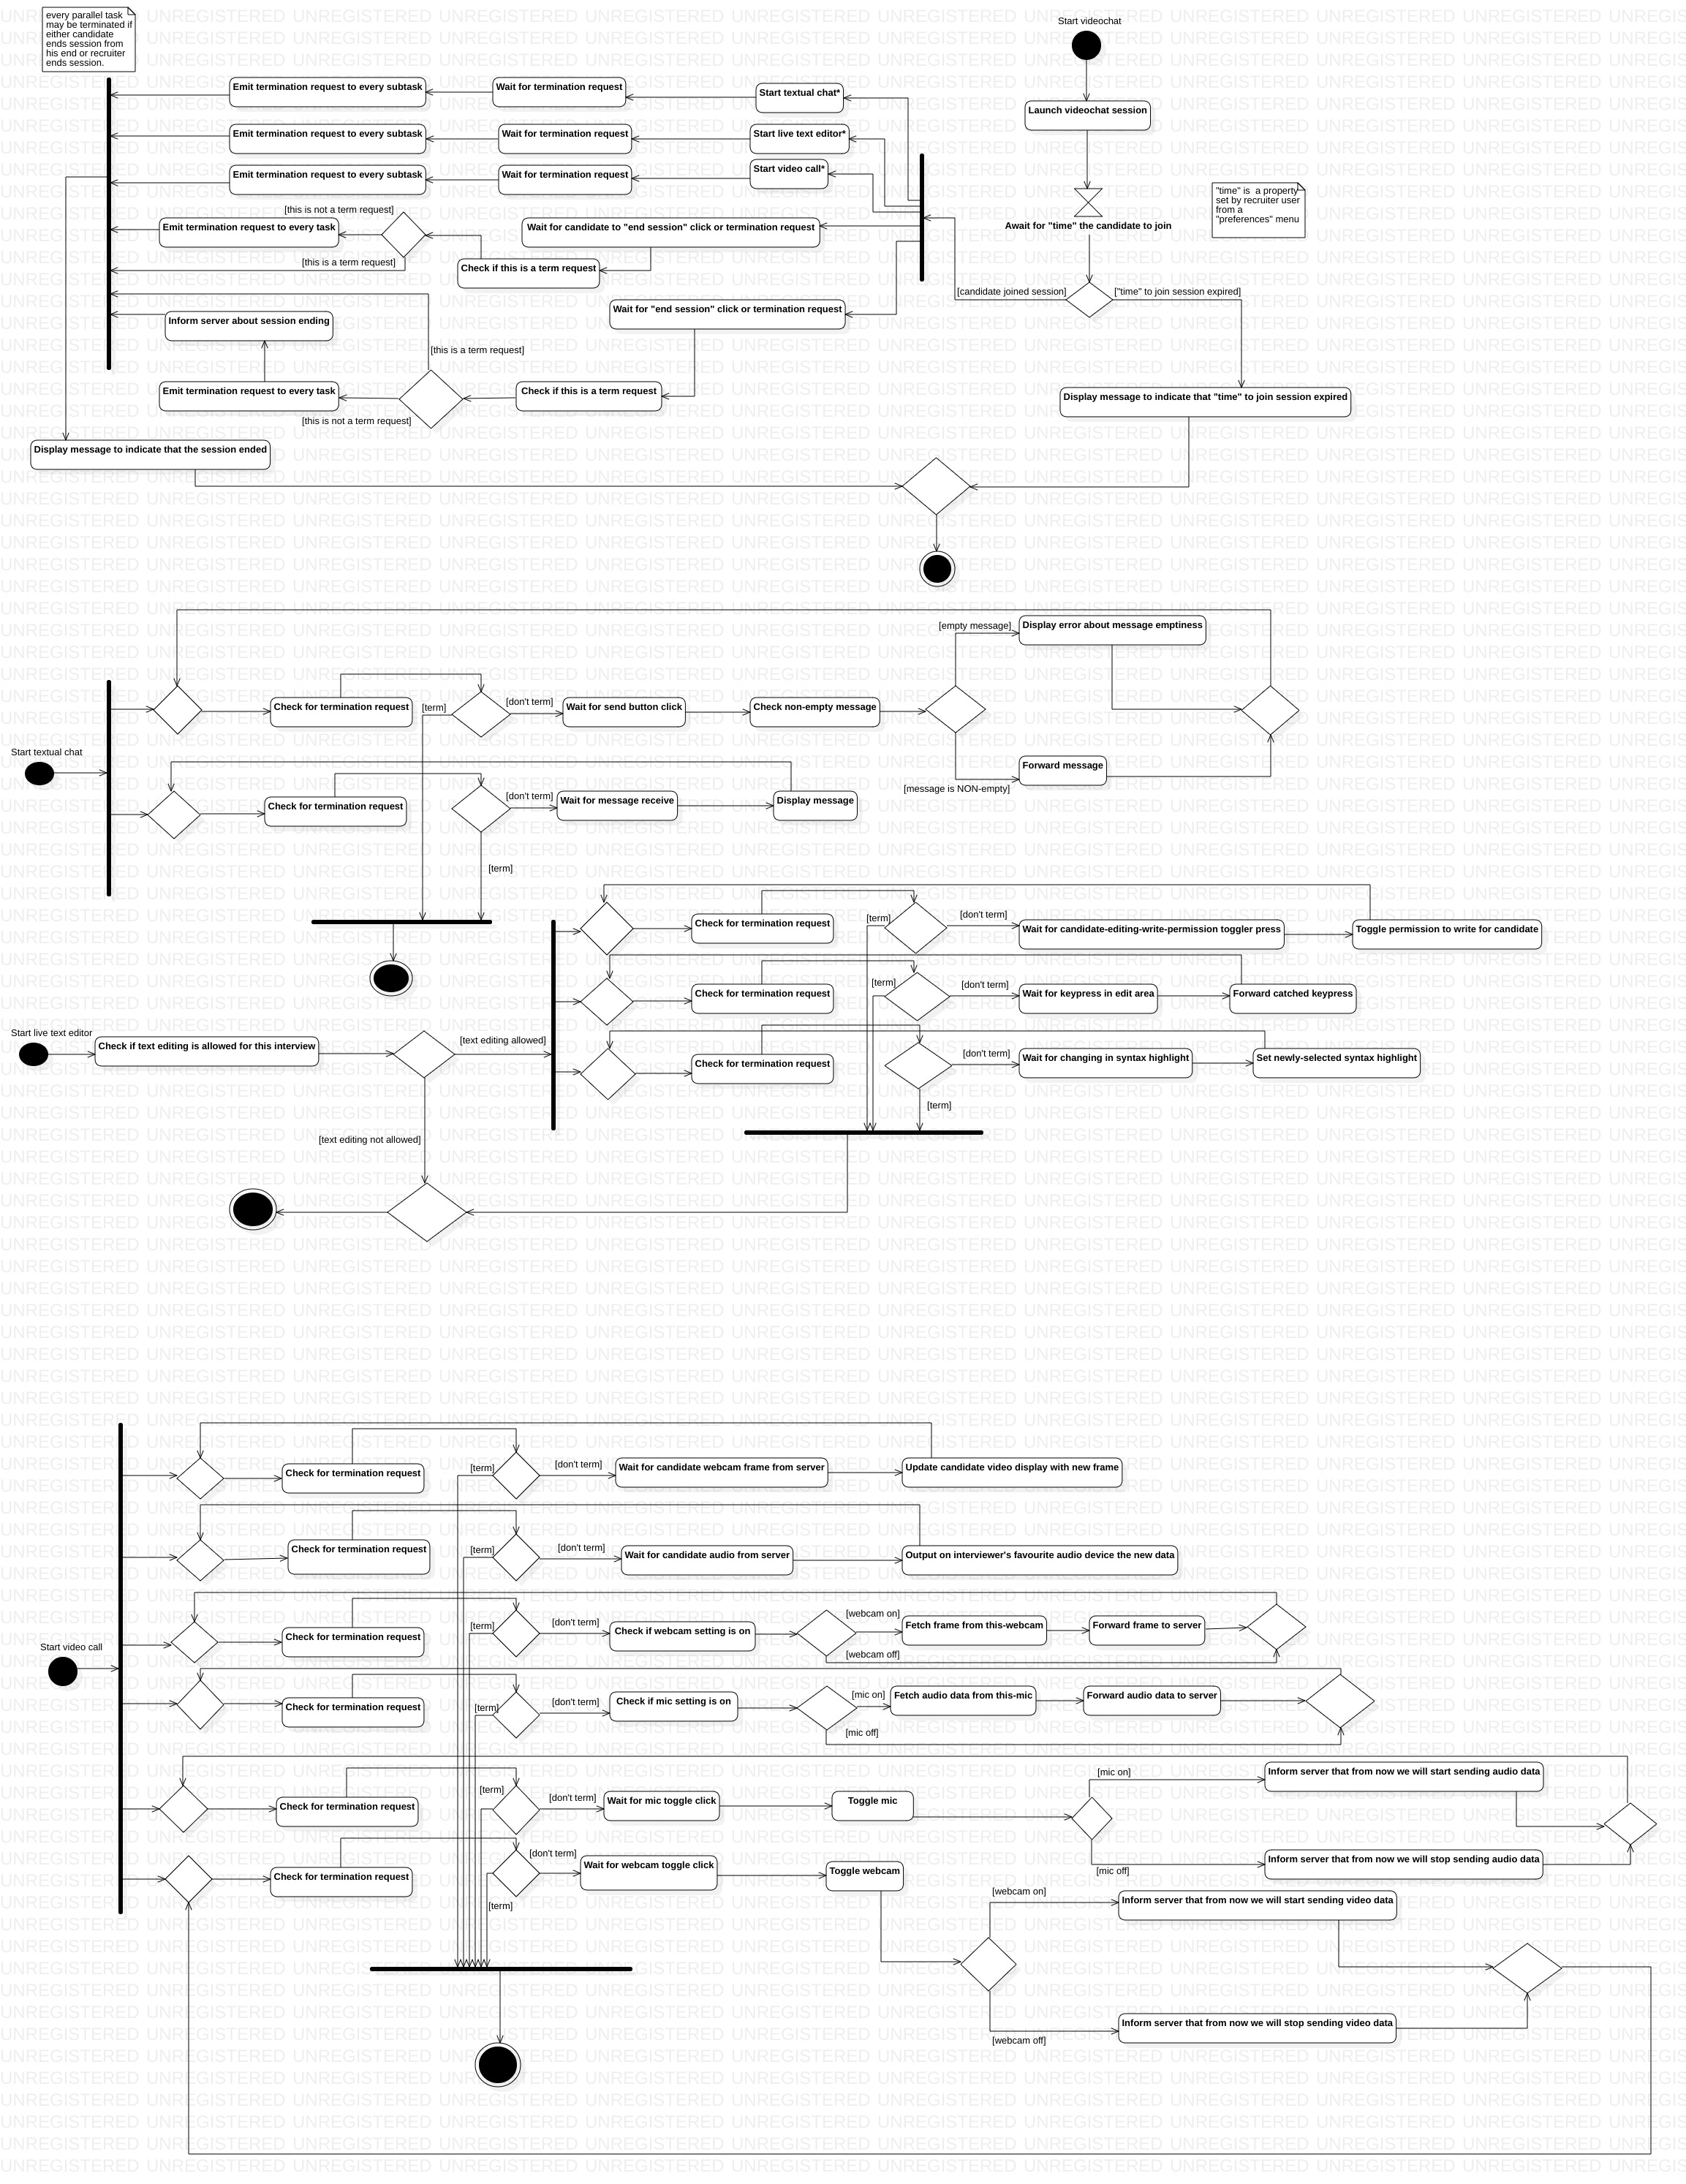 every parallel task
may be terminated if
either candidate
ends session from
his end or recruiter
ends session.
Start videochat
Launch videochat session
"time" is  a property
set by recruiter user
from a
"preferences" menu
Await for "time" the candidate to join
[candidate joined session]
["time" to join session expired]
Display message to indicate that "time" to join session expired
Emit termination request to every subtask
Wait for termination request
Start textual chat*
Emit termination request to every subtask
Wait for termination request
Start live text editor*
Emit termination request to every subtask
Wait for termination request
Start video call*
[this is not a term request]
Emit termination request to every task
Wait for candidate to "end session" click or termination request
[this is a term request]
Check if this is a term request
Wait for "end session" click or termination request
Inform server about session ending
[this is a term request]
Emit termination request to every task
Check if this is a term request
[this is not a term request]
Display message to indicate that the session ended
[empty message]
Display error about message emptiness
Check for termination request
[term]
[don't term]
Wait for send button click
Check non-empty message
Start textual chat
Forward message
[message is NON-empty]
Check for termination request
[don't term]
Wait for message receive
Display message
[term]
Check for termination request
[term]
[don't term]
Wait for candidate-editing-write-permission toggler press
Toggle permission to write for candidate
Check for termination request
[term]
[don't term]
Wait for keypress in edit area
Forward catched keypress
Start live text editor
Check if text editing is allowed for this interview
[text editing allowed]
Check for termination request
[don't term]
Wait for changing in syntax highlight
Set newly-selected syntax highlight
[term]
[text editing not allowed]
Check for termination request
[term]
[don't term]
Wait for candidate webcam frame from server
Update candidate video display with new frame
Check for termination request
[term]
[don't term]
Wait for candidate audio from server
Output on interviewer's favourite audio device the new data
Start video call
Check for termination request
[term]
[don't term]
Check if webcam setting is on
[webcam on]
Fetch frame from this-webcam
Forward frame to server
[webcam off]
Check for termination request
[term]
[don't term]
Check if mic setting is on
[mic on]
Fetch audio data from this-mic
Forward audio data to server
[mic off]
Check for termination request
[term]
[don't term]
Wait for mic toggle click
Toggle mic
[mic on]
Inform server that from now we will start sending audio data
[mic off]
Inform server that from now we will stop sending audio data
Check for termination request
[don't term]
Wait for webcam toggle click
Toggle webcam
[term]
[webcam on]
Inform server that from now we will start sending video data
[webcam off]
Inform server that from now we will stop sending video data